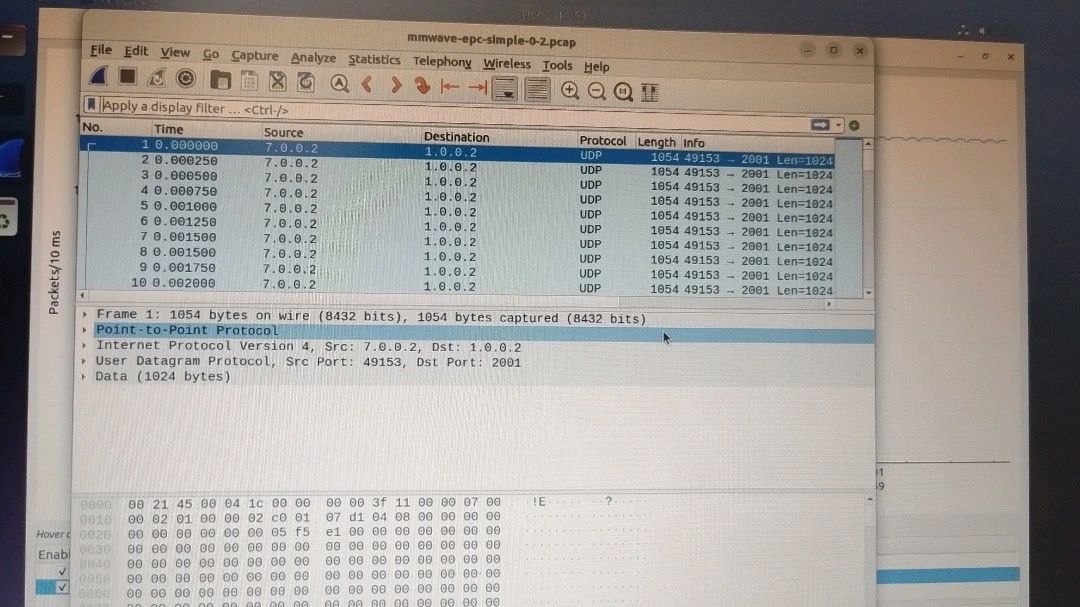 mmwave-epc-simple-0-2.pcap
File Edit View Go Capture Analyze Statistics Telephony Wireless Tools Help
Apply a display filter ... <Ctrl-/>
No. Time Source Destination Protocol Length Info
1 0.000000 7.0.0.2 1.0.0.2 UDP 1054 49153 → 2001 Len=1024
2 0.000250 7.0.0.2 1.0.0.2 UDP 1054 49153 → 2001 Len=1024
3 0.000500 7.0.0.2 1.0.0.2 UDP 1054 49153 → 2001 Len=1024
4 0.000750 7.0.0.2 1.0.0.2 UDP 1054 49153 → 2001 Len=1024
5 0.001000 7.0.0.2 1.0.0.2 UDP 1054 49153 → 2001 Len=1024
6 0.001250 7.0.0.2 1.0.0.2 UDP 1054 49153 → 2001 Len=1024
7 0.001500 7.0.0.2 1.0.0.2 UDP 1054 49153 → 2001 Len=1024
8 0.001500 7.0.0.2 1.0.0.2 UDP 1054 49153 → 2001 Len=1024
9 0.001750 7.0.0.2 1.0.0.2 UDP 1054 49153 → 2001 Len=1024
10 0.002000 7.0.0.2 1.0.0.2 UDP 1054 49153 → 2001 Len=1024
Packets/10 ms
Frame 1: 1054 bytes on wire (8432 bits), 1054 bytes captured (8432 bits)
Point-to-Point Protocol
Internet Protocol Version 4, Src: 7.0.0.2, Dst: 1.0.0.2
User Datagram Protocol, Src Port: 49153, Dst Port: 2001
Data (1024 bytes)
0000 00 21 45 00 04 1c 00 00 00 00 3f 11 00 00 07 00 ·!E····· ··?·····
0010 00 02 01 00 00 02 c0 01 07 d1 04 08 00 00 00 00
0020 00 00 00 00 00 00 05 f5 e1 00 00 00 00 00 00 00
0030 00 00 00 00 00 00 00 00 00 00 00 00 00 00 00 00
0040 00 00 00 00 00 00 00 00 00 00 00 00 00 00 00 00
0050 00 00 00 00 00 00 00 00 00 00 00 00 00 00 00 00
00 00 00 00 00 00 00 00 00 00 00 00 00 00 00 00
Hover
Enabl